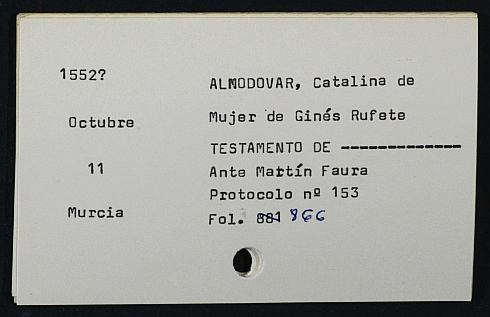 1552?
ALMODOVAR, Catalina de
Octubre
Mujer de Ginés Rufete
TESTAMENTO DE -------------
11
Ante Martín Faura
Protocolo nº 153
Murcia
Fol. 881 866